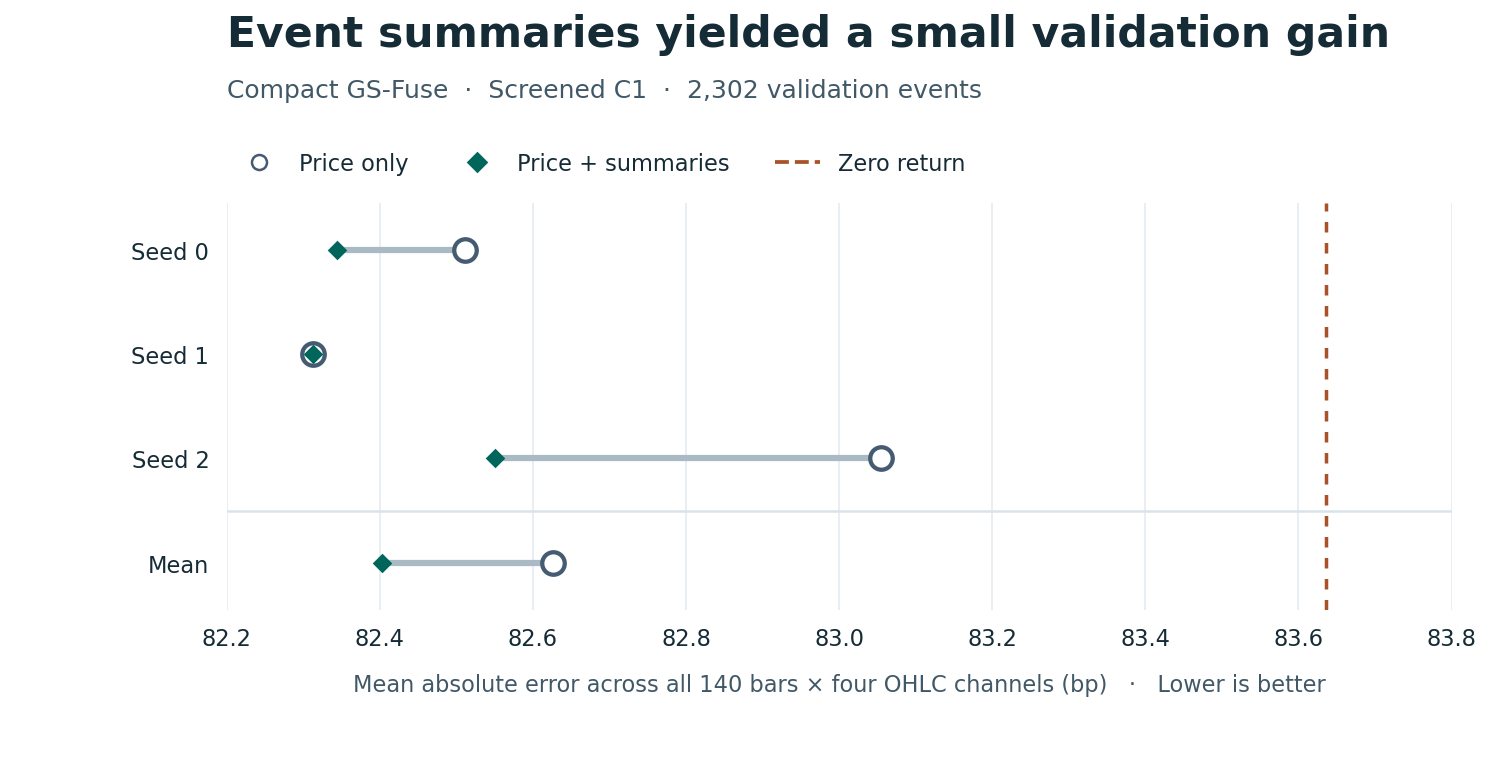 Event summaries yielded a small validation gain
Compact GS-Fuse · Screened C1 · 2,302 validation events
Price only Price + summaries Zero return
Seed 0
Seed 1
Seed 2
Mean
82.2 82.4 82.6 82.8 83.0 83.2 83.4 83.6 83.8
Mean absolute error across all 140 bars × four OHLC channels (bp) · Lower is better